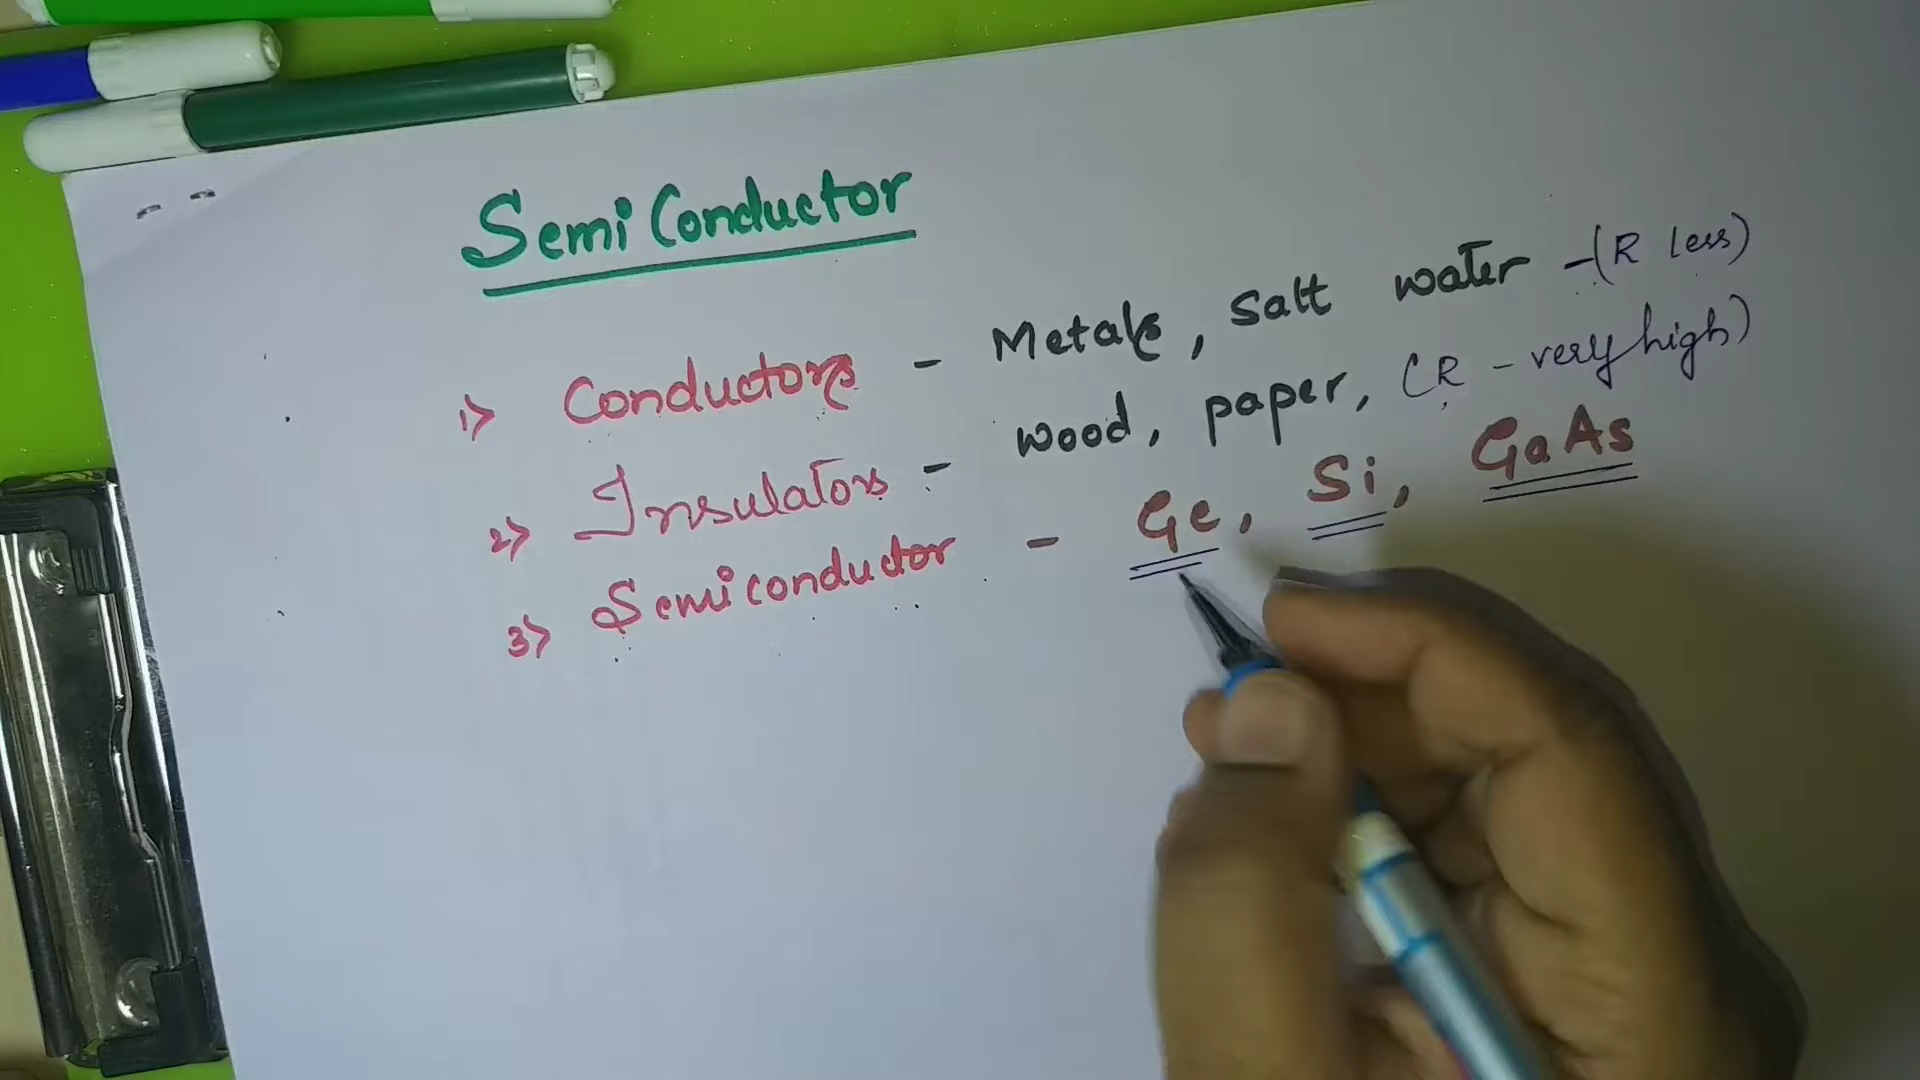 Semi Conductor
1) Conductors - Metals, salt water -(R less)
2) Insulators - wood, paper, (R - very high)
3) Semiconductor - Ge, Si, GaAs